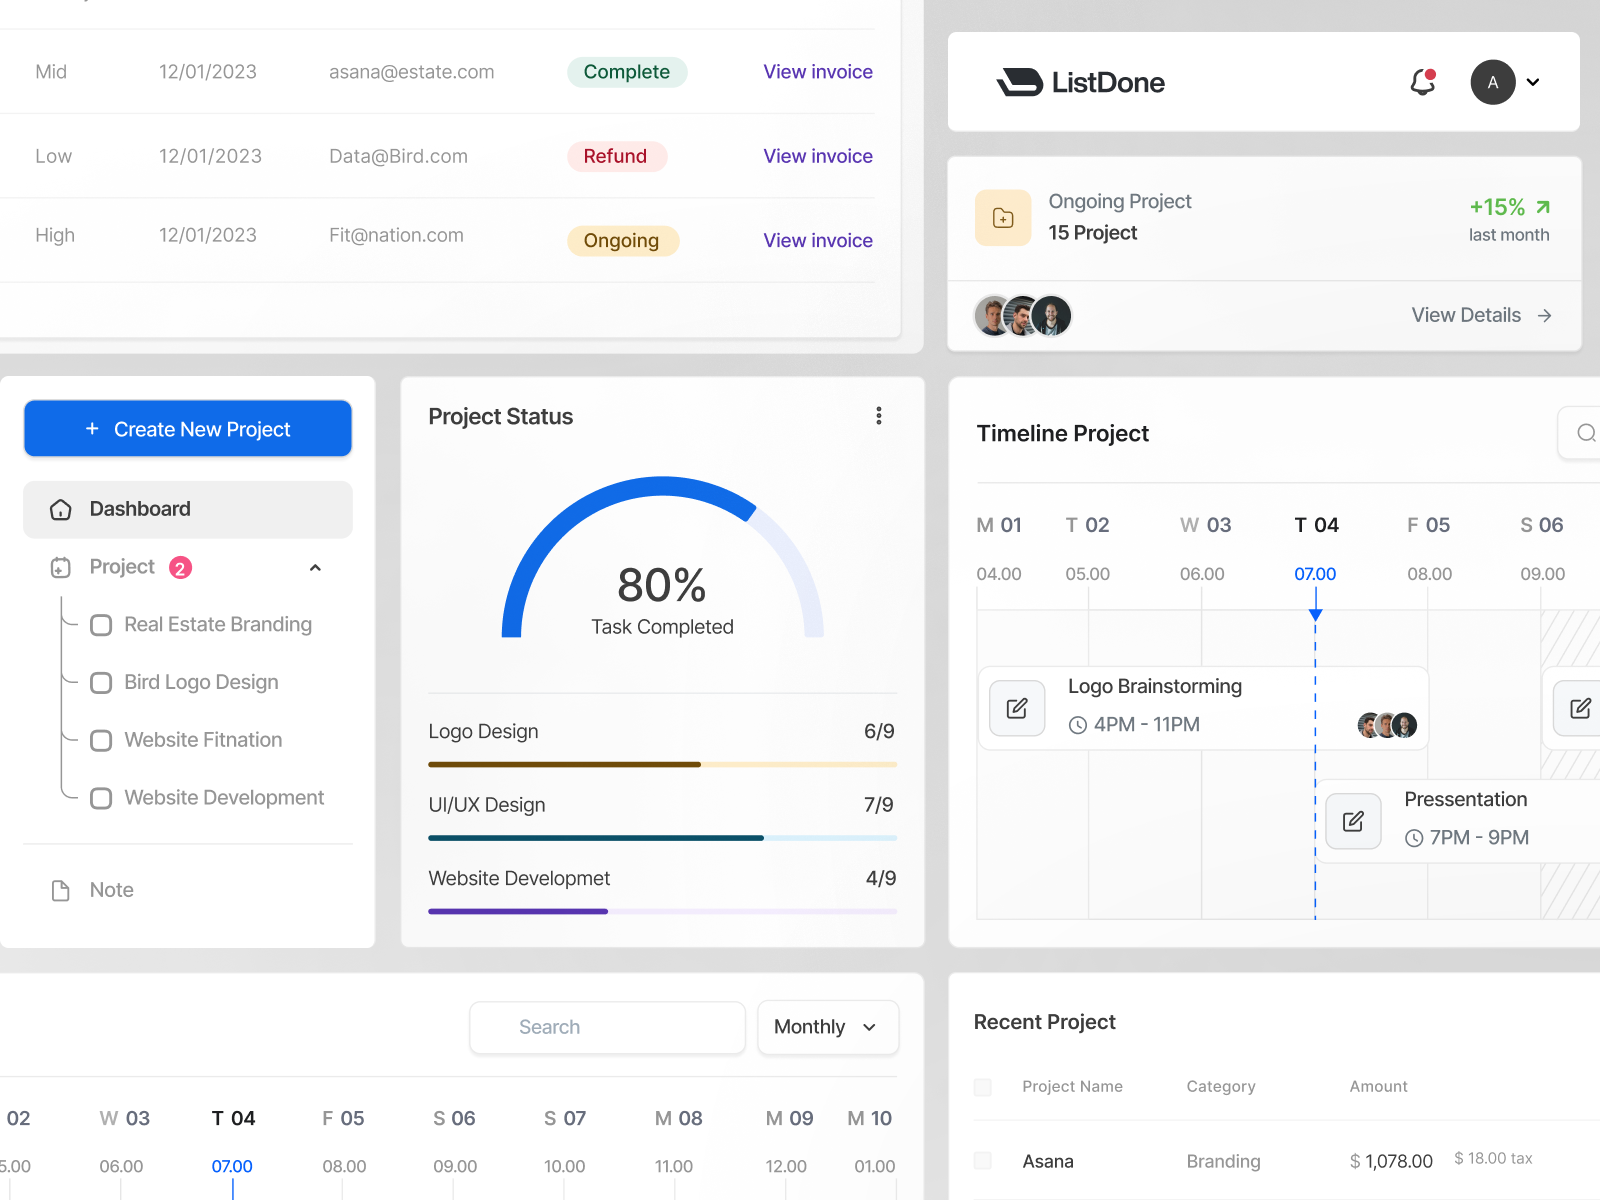 Mid 12/01/2023 asana@estate.com Complete View invoice
Low 12/01/2023 Data@Bird.com Refund View invoice
High 12/01/2023 Fit@nation.com Ongoing View invoice
ListDone
A
Ongoing Project
15 Project
+15%
last month
View Details
+ Create New Project
Dashboard
Project 2
Real Estate Branding
Bird Logo Design
Website Fitnation
Website Development
Note
Project Status
80%
Task Completed
Logo Design 6/9
UI/UX Design 7/9
Website Developmet 4/9
Timeline Project
M 01 T 02 W 03 T 04 F 05 S 06
04.00 05.00 06.00 07.00 08.00 09.00
Logo Brainstorming
4PM - 11PM
Pressentation
7PM - 9PM
Search
Monthly
02 W 03 T 04 F 05 S 06 S 07 M 08 M 09 M 10
5.00 06.00 07.00 08.00 09.00 10.00 11.00 12.00 01.00
Recent Project
Project Name Category Amount
Asana Branding $ 1,078.00 $ 18.00 tax